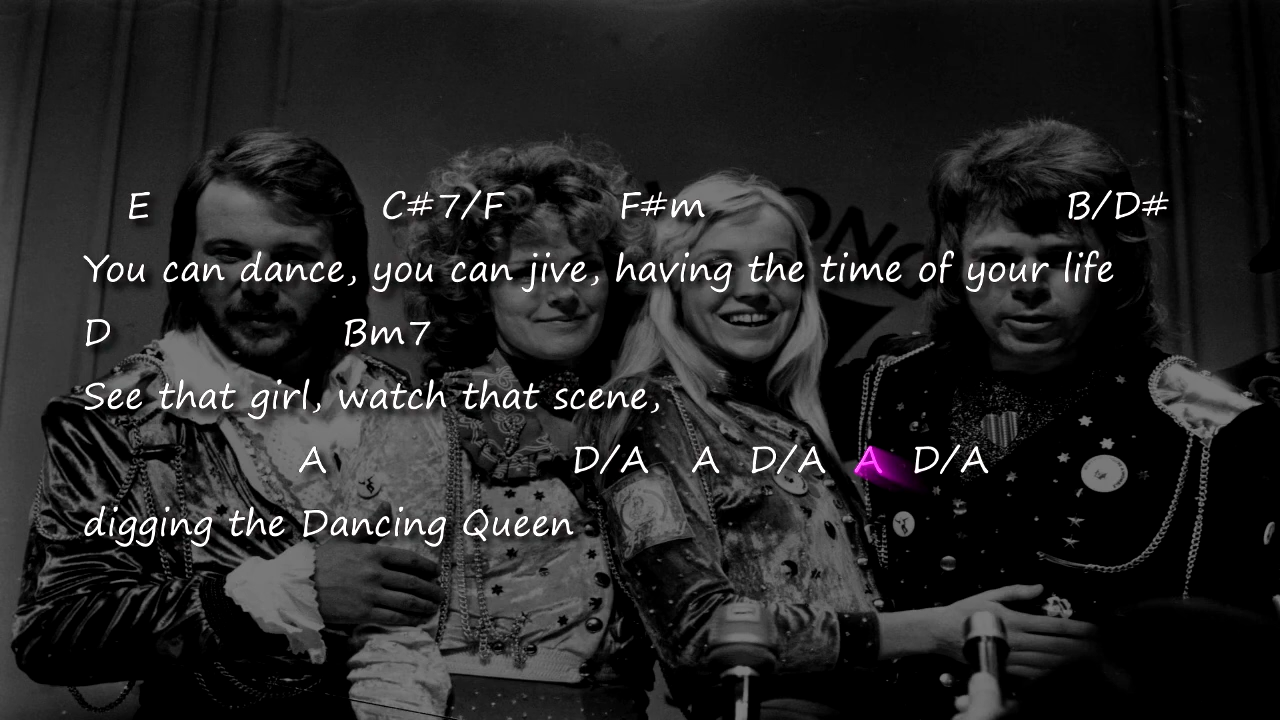 E C#7/F F#m B/D#
You can dance, you can jive, having the time of your life
D Bm7
See that girl, watch that scene,
A D/A A D/A A D/A
digging the Dancing Queen